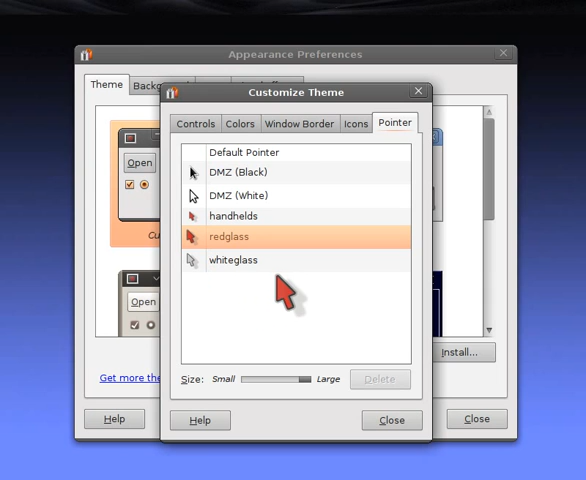 Appearance Preferences
Theme
Customize Theme
Controls Colors Window Border Icons Pointer
Default Pointer
DMZ (Black)
DMZ (White)
handhelds
redglass
whiteglass
Open
Open
Install...
Get more the
Size: Small Large Delete
Help Close
Help Close